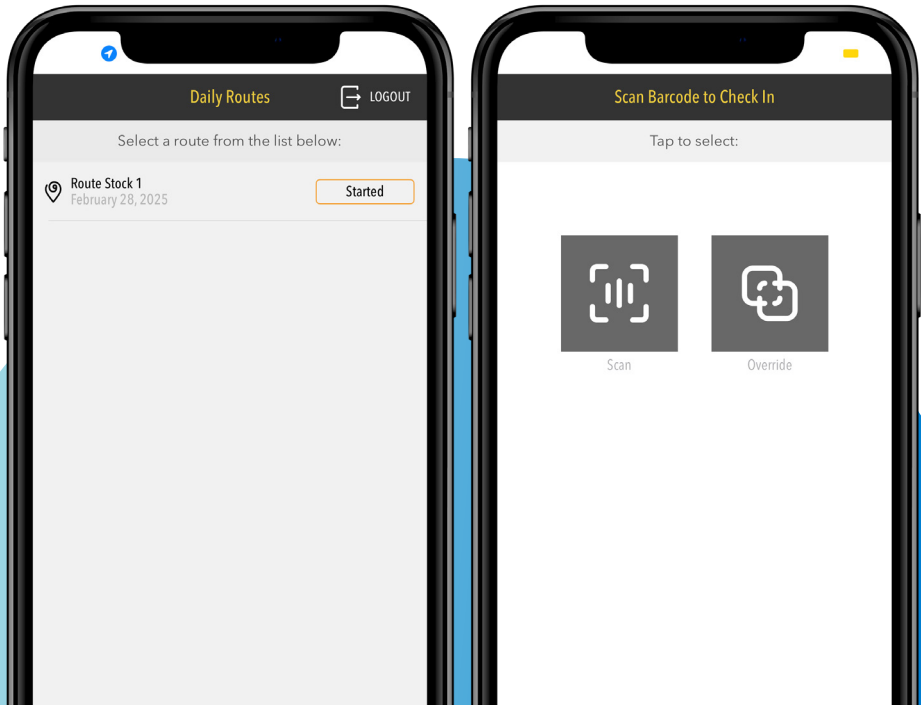 Daily Routes
LOGOUT
Select a route from the list below:
Route Stock 1
February 28, 2025
Started
Scan Barcode to Check In
Tap to select:
Scan
Override